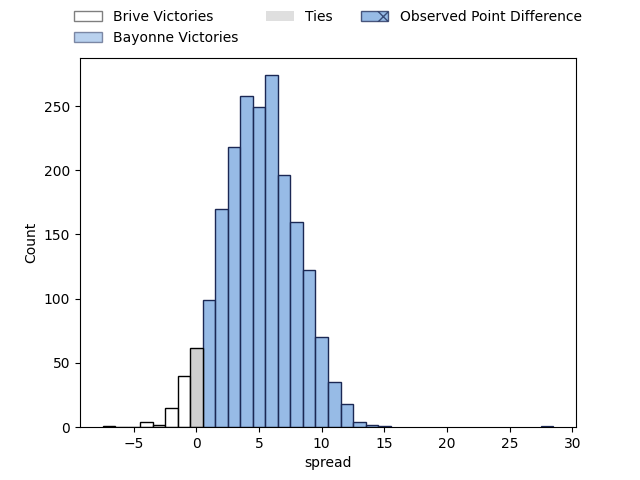 Brive Victories
Bayonne Victories
Ties
Observed Point Difference
Count
250
200
150
100
50
0
−5 0 5 10 15 20 25 30
spread